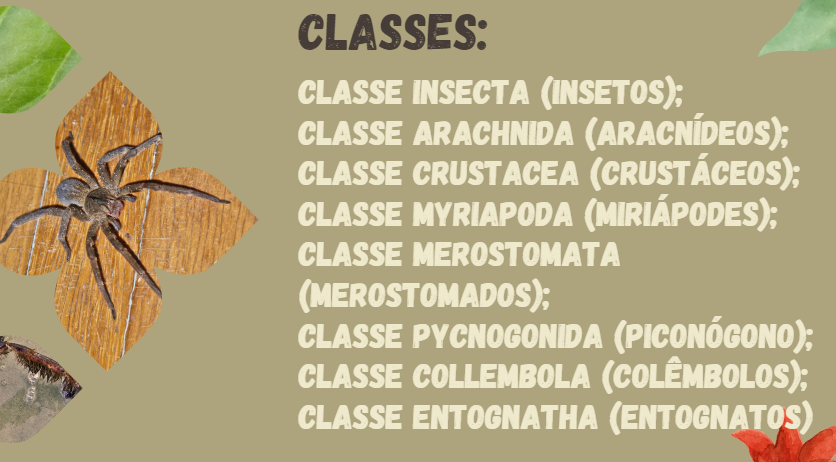 CLASSES:
CLASSE INSECTA (INSETOS);
CLASSE ARACHNIDA (ARACNÍDEOS);
CLASSE CRUSTACEA (CRUSTÁCEOS);
CLASSE MYRIAPODA (MIRIÁPODES);
CLASSE MEROSTOMATA
(MEROSTOMADOS);
CLASSE PYCNOGONIDA (PICONÓGONO);
CLASSE COLLEMBOLA (COLÊMBOLOS);
CLASSE ENTOGNATHA (ENTOGNATOS)